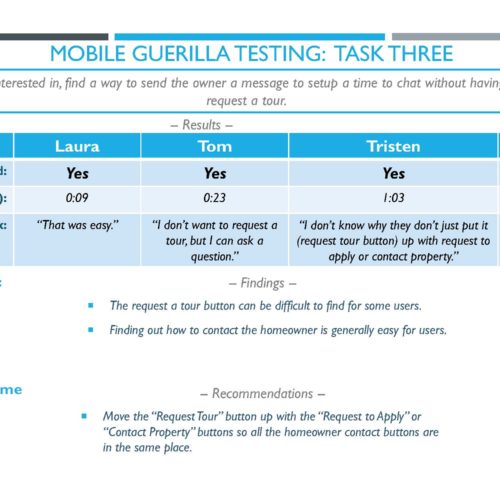 MOBILE GUERILLA TESTING: TASK THREE
nterested in, find a way to send the owner a message to setup a time to chat without having
request a tour.
– Results –
Laura Tom Tristen
d: Yes Yes Yes
): 0:09 0:23 1:03
k: “That was easy.” “I don’t want to request a “I don’t know why they don’t just put it
tour, but I can ask a (request tour button) up with request to
question.” apply or contact property.”
– Findings –
The request a tour button can be difficult to find for some users.
Finding out how to contact the homeowner is generally easy for users.
me
– Recommendations –
Move the “Request Tour” button up with the “Request to Apply” or
“Contact Property” buttons so all the homeowner contact buttons are
in the same place.